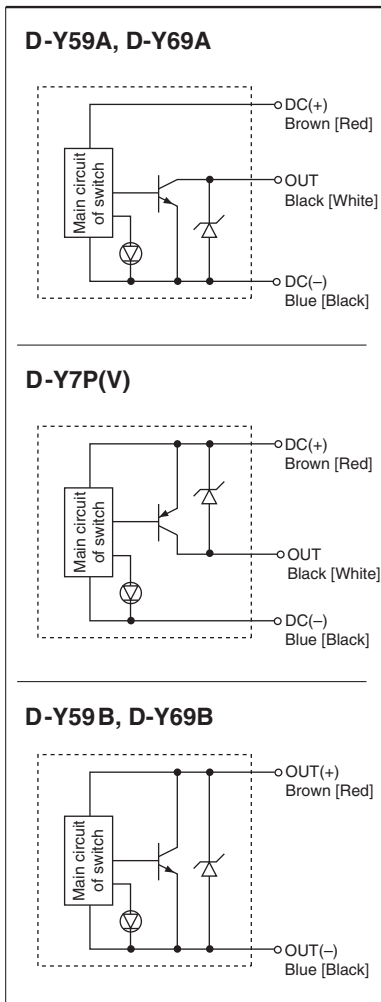 D-Y59A, D-Y69A
Main circuit
of switch
DC(+)
Brown [Red]
OUT
Black [White]
DC(–)
Blue [Black]
D-Y7P(V)
Main circuit
of switch
DC(+)
Brown [Red]
OUT
Black [White]
DC(–)
Blue [Black]
D-Y59B, D-Y69B
Main circuit
of switch
OUT(+)
Brown [Red]
OUT(–)
Blue [Black]